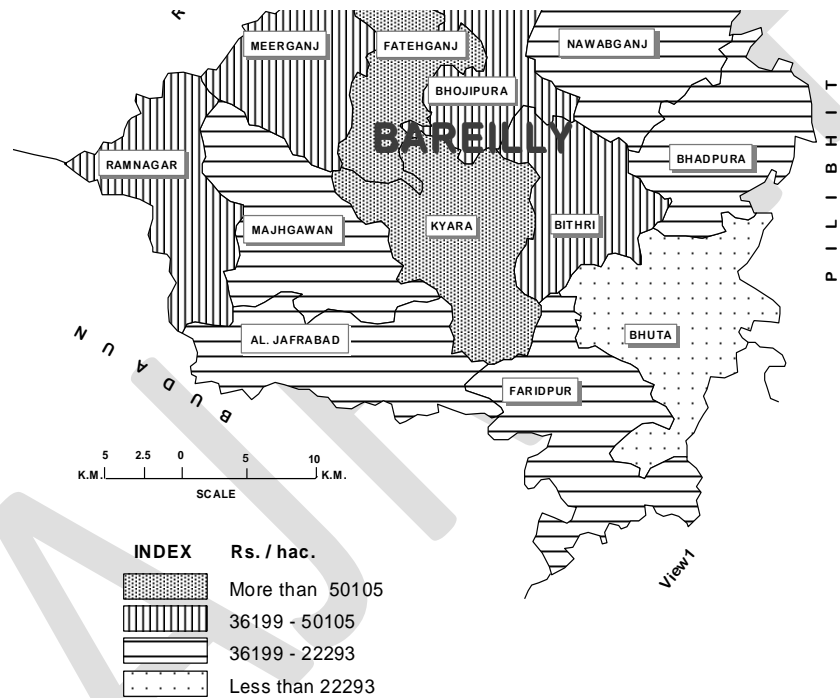 MEERGANJ
FATEHGANJ
NAWABGANJ
BHOJIPURA
BAREILLY
RAMNAGAR
BHADPURA
PILIBHIT
MAJHGAWAN
KYARA
BITHRI
AL. JAFRABAD
BHUTA
BUDAUN
FARIDPUR
5 2.5 0 5 10
K.M. K.M.
SCALE
View1
INDEX Rs. / hac.
More than 50105
36199 - 50105
36199 - 22293
Less than 22293